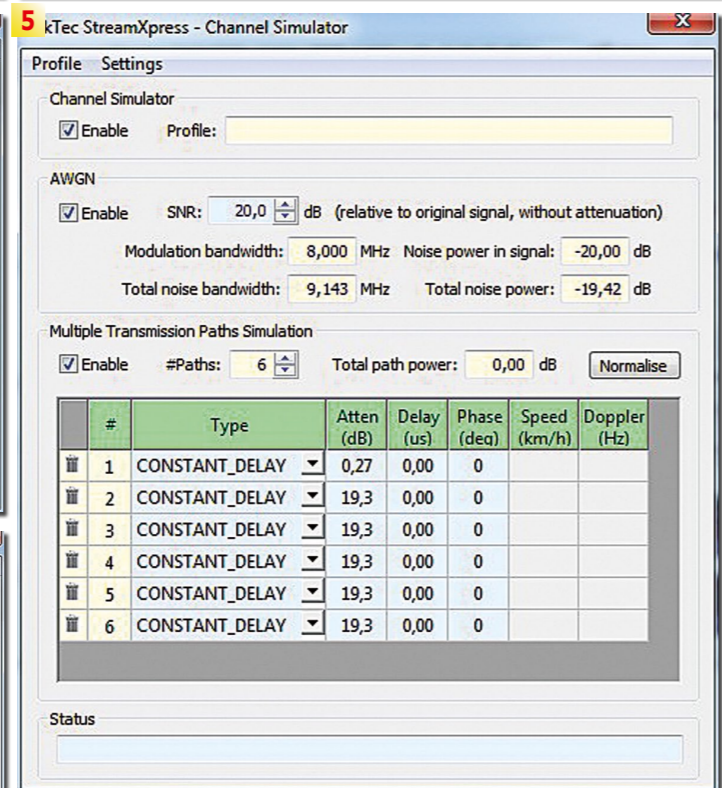 5 kTec StreamXpress - Channel Simulator x
Profile Settings
Channel Simulator
Enable Profile:
AWGN
Enable SNR: 20,0 dB (relative to original signal, without attenuation)
Modulation bandwidth: 8,000 MHz Noise power in signal: -20,00 dB
Total noise bandwidth: 9,143 MHz Total noise power: -19,42 dB
Multiple Transmission Paths Simulation
Enable #Paths: 6 Total path power: 0,00 dB Normalise
# Type Atten (dB) Delay (us) Phase (deg) Speed (km/h) Doppler (Hz)
1 CONSTANT_DELAY 0,27 0,00 0
2 CONSTANT_DELAY 19,3 0,00 0
3 CONSTANT_DELAY 19,3 0,00 0
4 CONSTANT_DELAY 19,3 0,00 0
5 CONSTANT_DELAY 19,3 0,00 0
6 CONSTANT_DELAY 19,3 0,00 0
Status